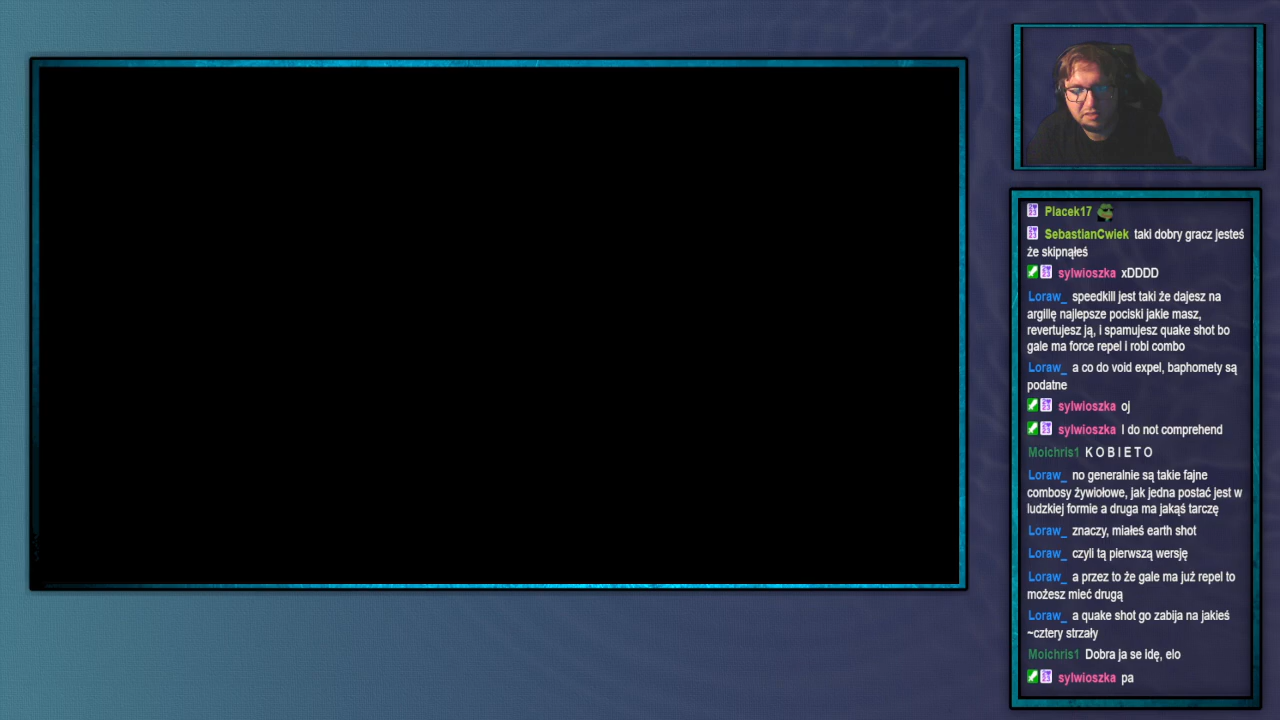 Placek17
SebastianCwiek taki dobry gracz jesteś
że skipnąłeś
sylwioszka xDDDD
Loraw_ speedkill jest taki że dajesz na
argillę najlepsze pociski jakie masz,
revertujesz ją, i spamujesz quake shot bo
gale ma force repel i robi combo
Loraw_ a co do void expel, baphomety są
podatne
sylwioszka oj
sylwioszka I do not comprehend
Molchris1 K O B I E T O
Loraw_ no generalnie są takie fajne
combosy żywiołowe, jak jedna postać jest w
ludzkiej formie a druga ma jakąś tarczę
Loraw_ znaczy, miałeś earth shot
Loraw_ czyli tą pierwszą wersję
Loraw_ a przez to że gale ma już repel to
możesz mieć drugą
Loraw_ a quake shot go zabija na jakieś
~cztery strzały
Molchris1 Dobra ja se idę, elo
sylwioszka pa